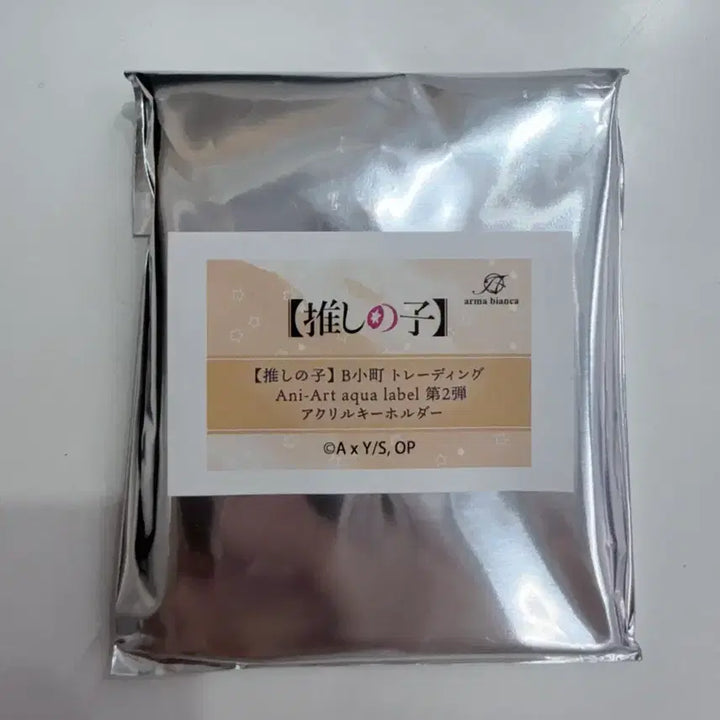 arma bianca
【推しの子】
【推しの子】B小町 トレーディング
Ani-Art aqua label 第2弾
アクリルキーホルダー
©A x Y/S, OP